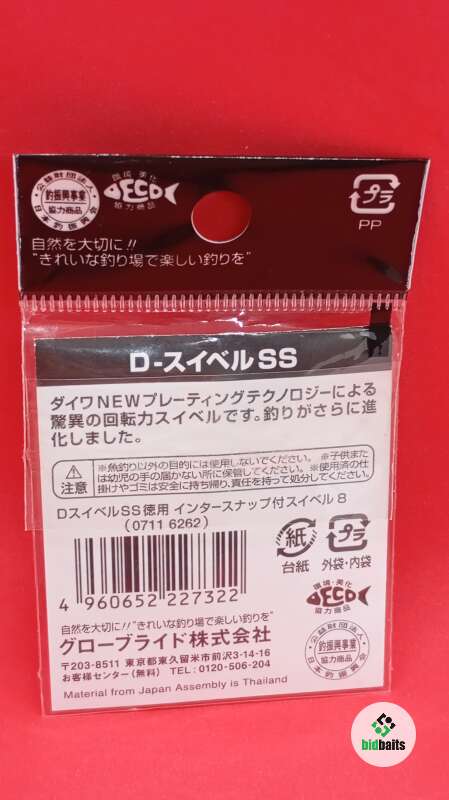 公益財団法人
釣振興事業
協力商品
日本釣振興会
環境・美化
ECO
協力商品
プラ
PP
自然を大切に!!
"きれいな釣り場で楽しい釣りを"
D-スイベルSS
ダイワNEWプレーティングテクノロジーによる
驚異の回転力スイベルです。釣りがさらに進
化しました。
注意
※魚釣り以外の目的には使用しないでください。 ※子供また
は幼児の手の届かない所に保管してください。 ※使用済の仕
掛けやゴミは安全に持ち帰り、責任を持って処分してください。
DスイベルSS徳用 インタースナップ付スイベル 8
(0711 6262)
紙
台紙
プラ
外袋・内袋
4 960652 227322
環境・美化
ECO
協力商品
自然を大切に!!"きれいな釣り場で楽しい釣りを"
グローブライド株式会社
〒203-8511 東京都東久留米市前沢3-14-16
お客様センター(無料) TEL:0120-506-204
Material from Japan Assembly is Thailand
公益財団法人
釣振興事業
協力商品
日本釣振興会
bidbaits